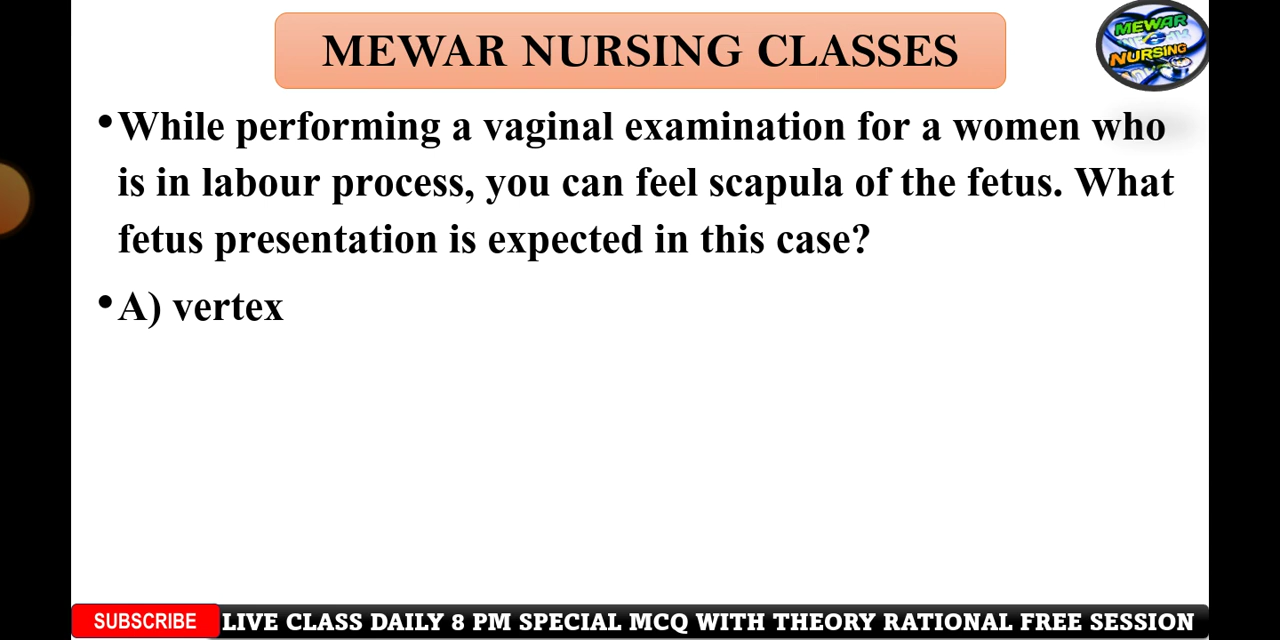 MEWAR NURSING CLASSES
MEWAR
NURSING
•While performing a vaginal examination for a women who
is in labour process, you can feel scapula of the fetus. What
fetus presentation is expected in this case?
•A) vertex
SUBSCRIBE LIVE CLASS DAILY 8 PM SPECIAL MCQ WITH THEORY RATIONAL FREE SESSION